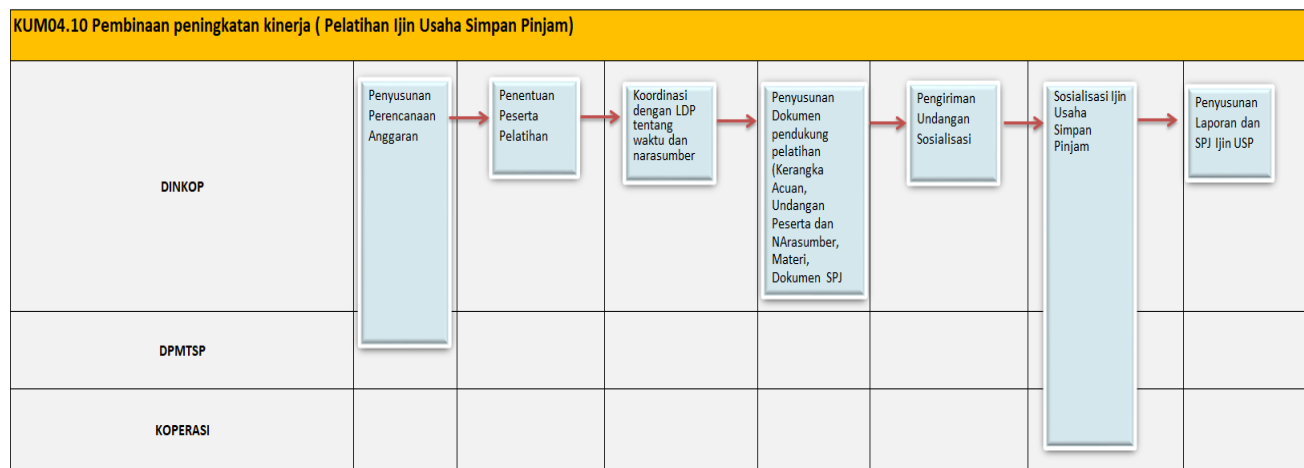 KUM04.10 Pembinaan peningkatan kinerja ( Pelatihan Ijin Usaha Simpan Pinjam)
DINKOP
Penyusunan
Perencanaan
Anggaran
Penentuan
Peserta
Pelatihan
Koordinasi
dengan LDP
tentang
waktu dan
narasumber
Penyusunan
Dokumen
pendukung
pelatihan
(Kerangka
Acuan,
Undangan
Peserta dan
NArasumber,
Materi,
Dokumen SPJ
Pengiriman
Undangan
Sosialisasi
Sosialisasi Ijin
Usaha
Simpan
Pinjam
Penyusunan
Laporan dan
SPJ Ijin USP
DPMTSP
KOPERASI